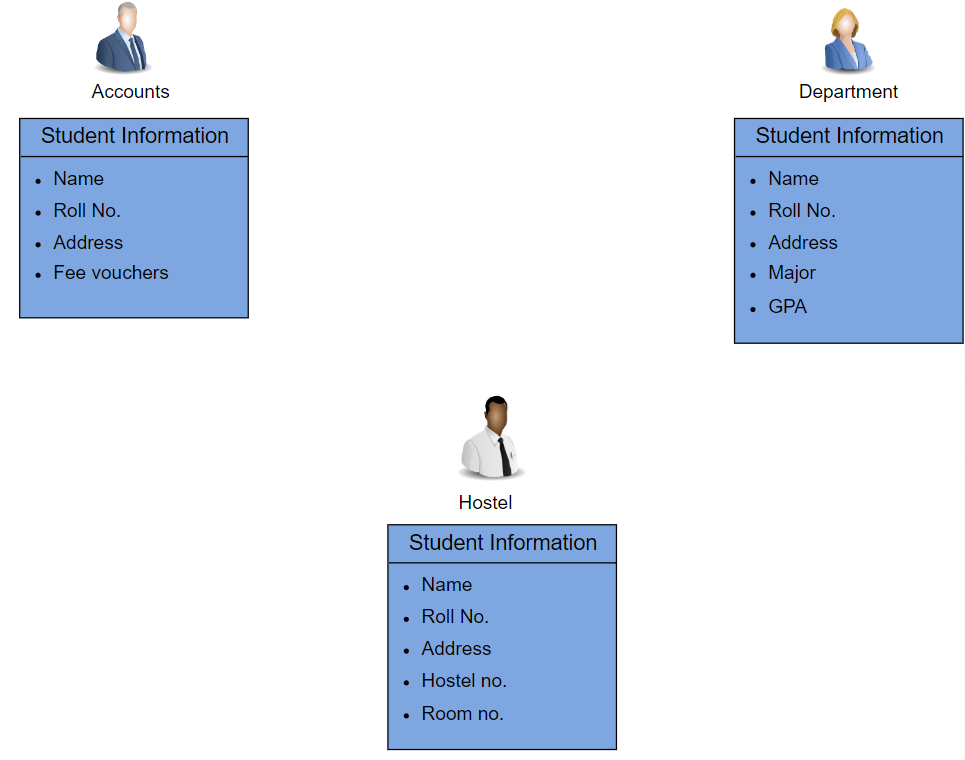 Accounts
Student Information
Name
Roll No.
Address
Fee vouchers
Department
Student Information
Name
Roll No.
Address
Major
GPA
Hostel
Student Information
Name
Roll No.
Address
Hostel no.
Room no.